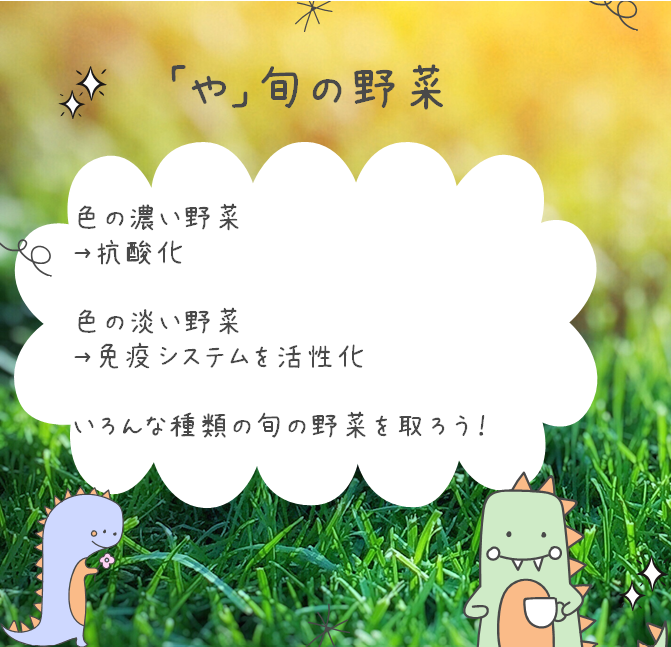 「や」旬の野菜
色の濃い野菜
→抗酸化
色の淡い野菜
→免疫システムを活性化
いろんな種類の旬の野菜を取ろう!